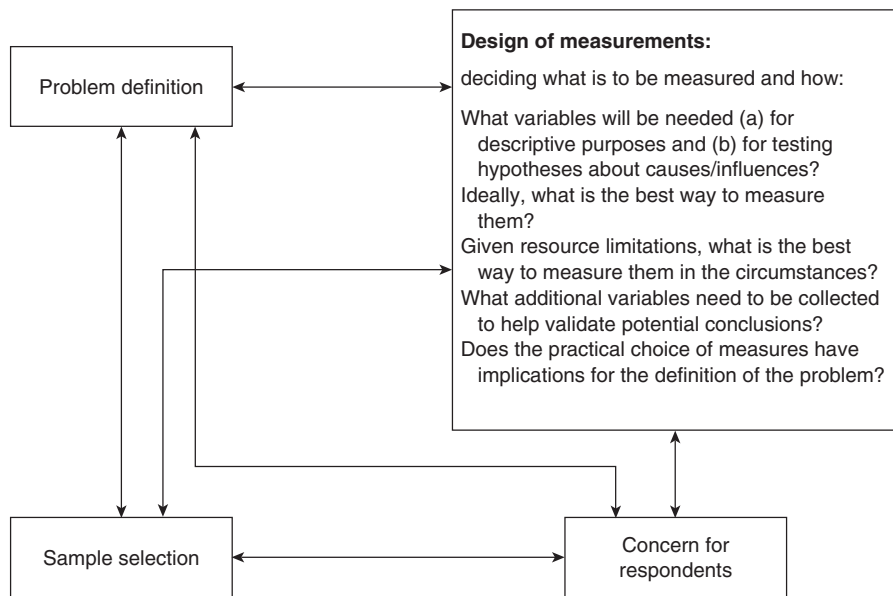 Problem definition
Design of measurements:
deciding what is to be measured and how:
What variables will be needed (a) for
descriptive purposes and (b) for testing
hypotheses about causes/influences?
Ideally, what is the best way to measure
them?
Given resource limitations, what is the best
way to measure them in the circumstances?
What additional variables need to be collected
to help validate potential conclusions?
Does the practical choice of measures have
implications for the definition of the problem?
Sample selection
Concern for
respondents